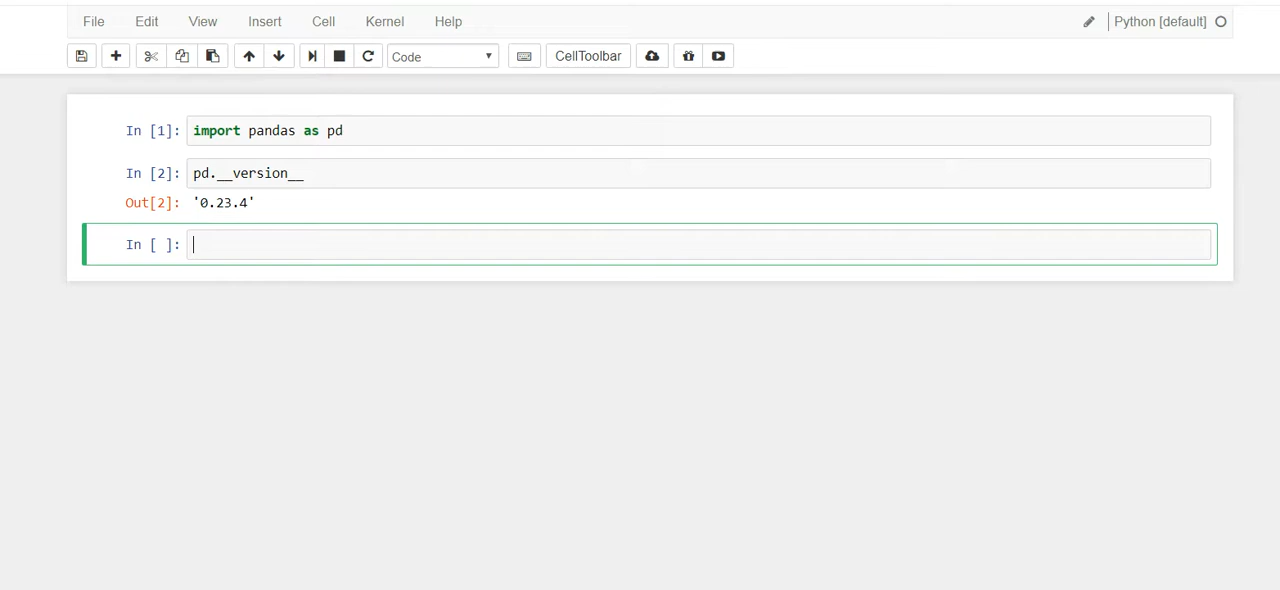 File Edit View Insert Cell Kernel Help Python [default]
Code CellToolbar
In [1]: import pandas as pd
In [2]: pd.__version__
Out[2]: '0.23.4'
In [ ]: